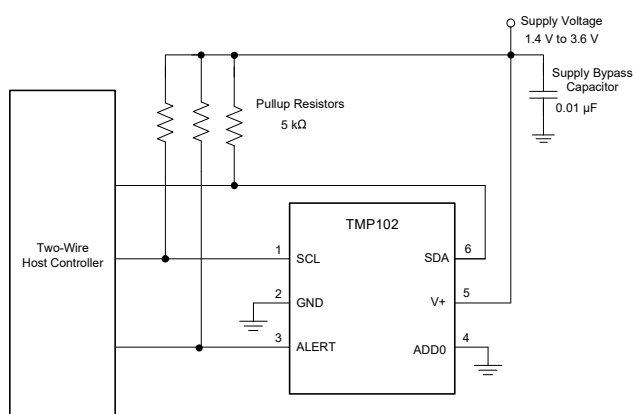 Supply Voltage
1.4 V to 3.6 V
Supply Bypass
Capacitor
0.01 µF
Pullup Resistors
5 kΩ
Two-Wire
Host Controller
TMP102
1
SCL
SDA
6
2
GND
V+
5
3
ALERT
ADD0
4